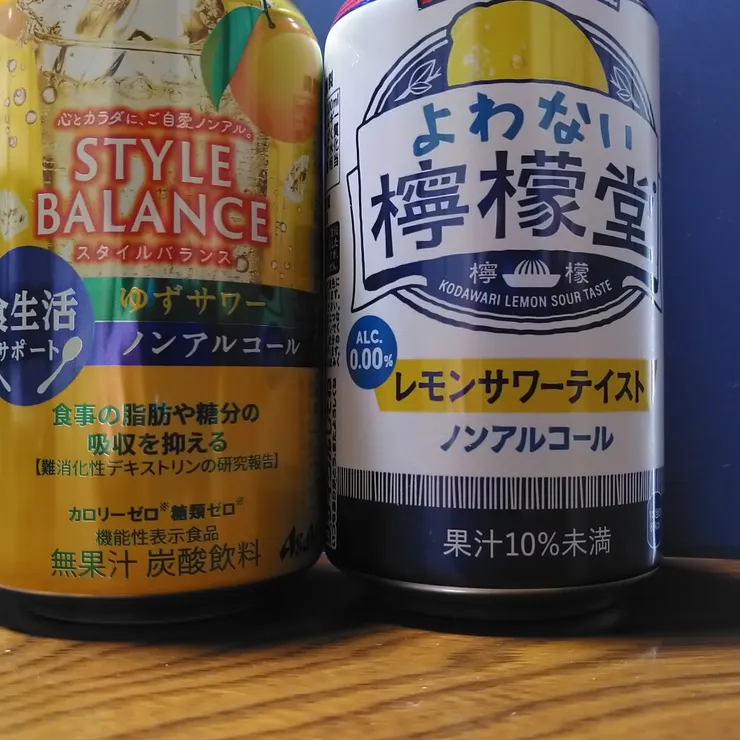 心とカラダに、ご自愛ノンアル。
STYLE
BALANCE
スタイルバランス
食生活
サポート
ゆずサワー
ノンアルコール
食事の脂肪や糖分の
吸収を抑える
【難消化性デキストリンの研究報告】
カロリーゼロ※糖類ゼロ※
機能性表示食品
無果汁 炭酸飲料
Asahi
よわない
檸檬堂
檸 檬
KODAWARI LEMON SOUR TASTE
ALC.
0.00%
レモンサワーテイスト
ノンアルコール
果汁10%未満